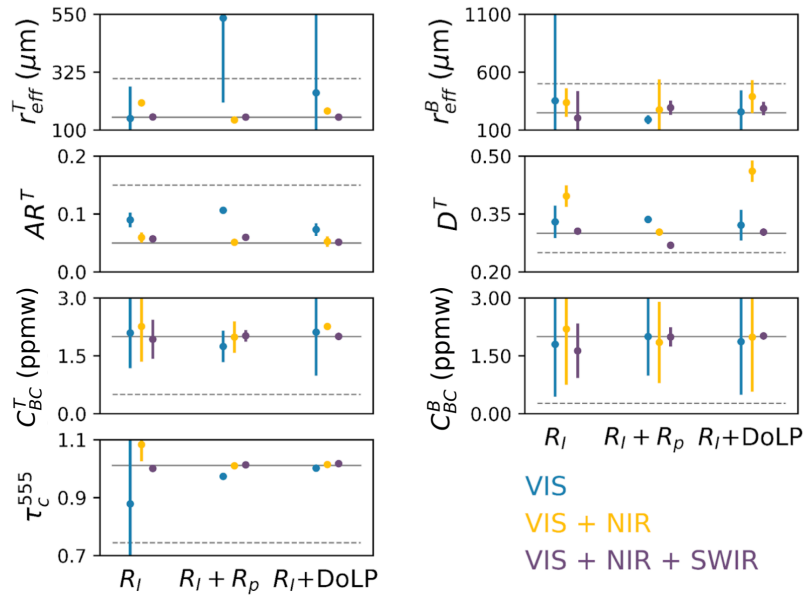 550
325
100
r_eff^T (μm)
1100
600
100
r_eff^B (μm)
0.2
0.1
0.0
AR^T
0.50
0.35
0.20
D^T
3.0
1.5
0.0
C_BC^T (ppmw)
3.00
1.50
0.00
C_BC^B (ppmw)
R_I R_I + R_p R_I+DoLP
1.1
0.9
0.7
τ_c^555
R_I R_I + R_p R_I+DoLP
VIS
VIS + NIR
VIS + NIR + SWIR